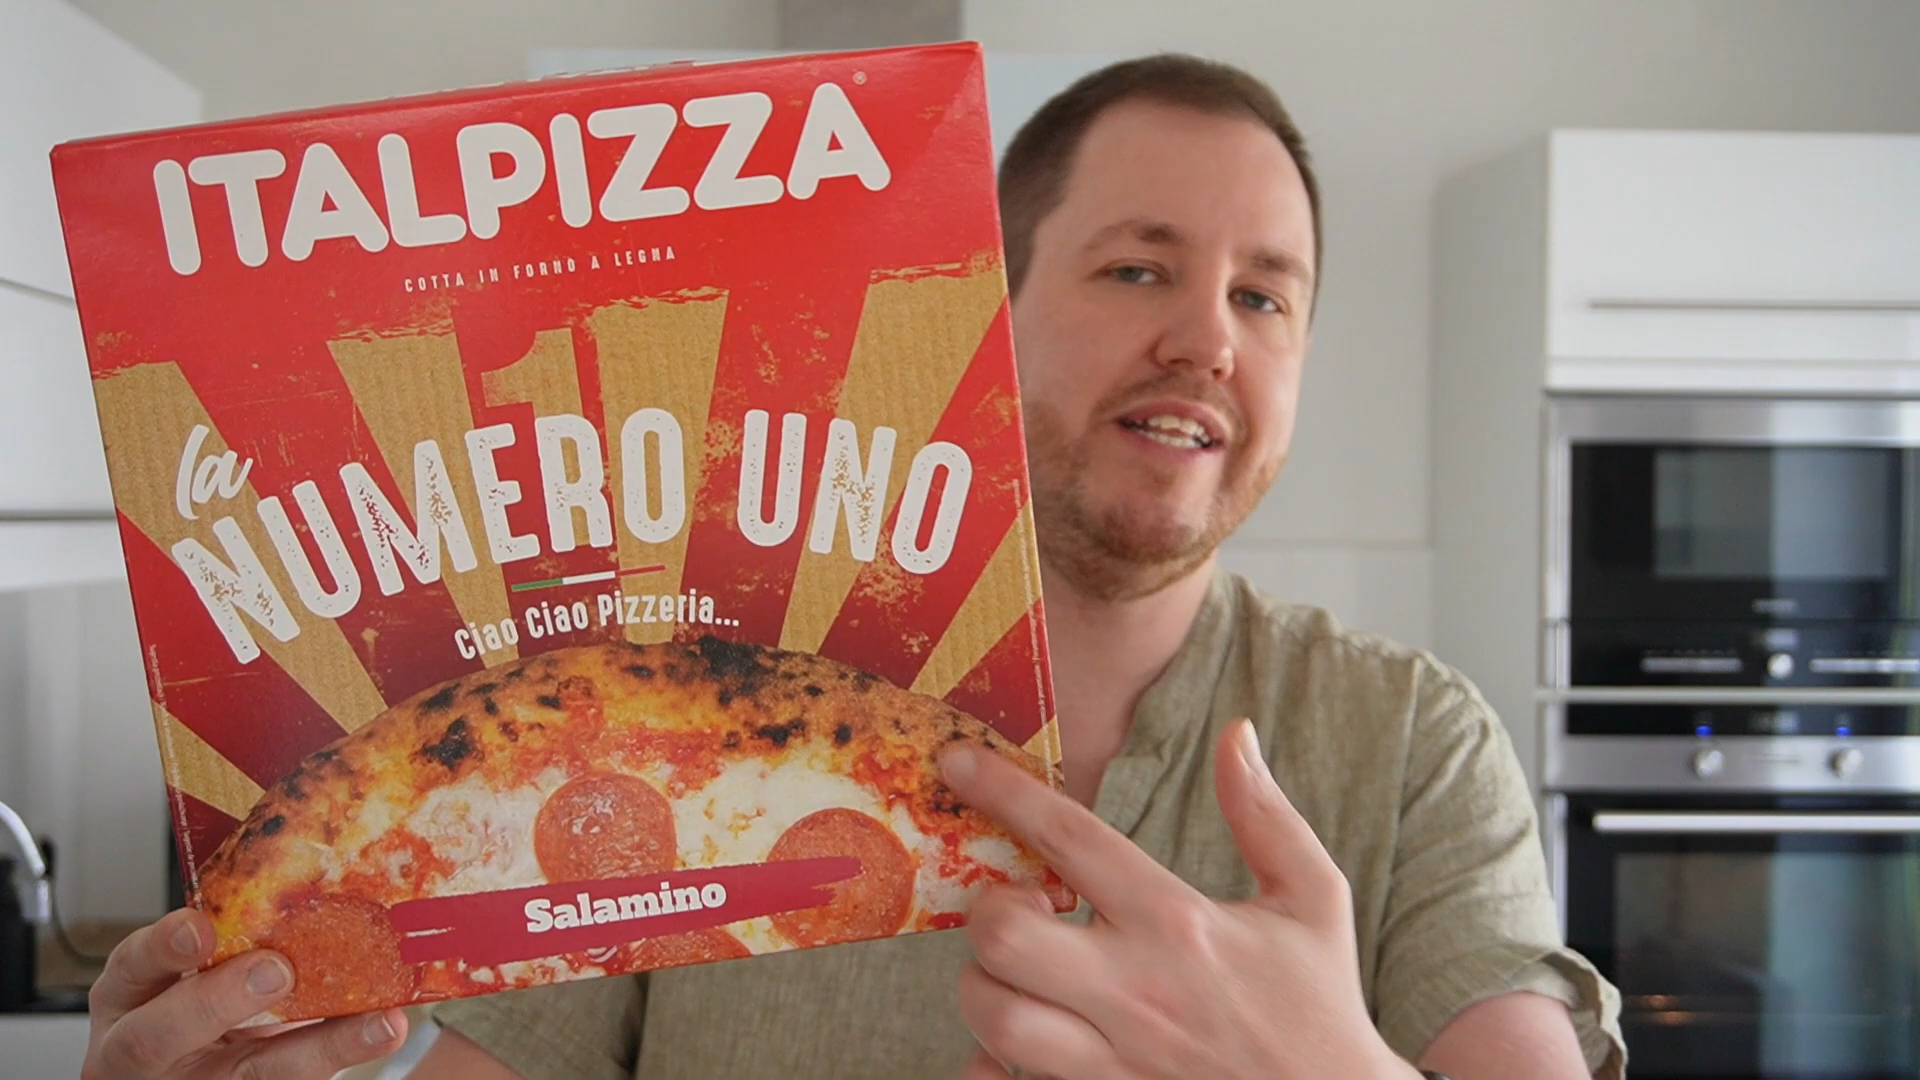 ITALPIZZA®
COTTA IN FORNO A LEGNA
1
la
NUMERO UNO
Ciao Ciao Pizzeria...
Salamino